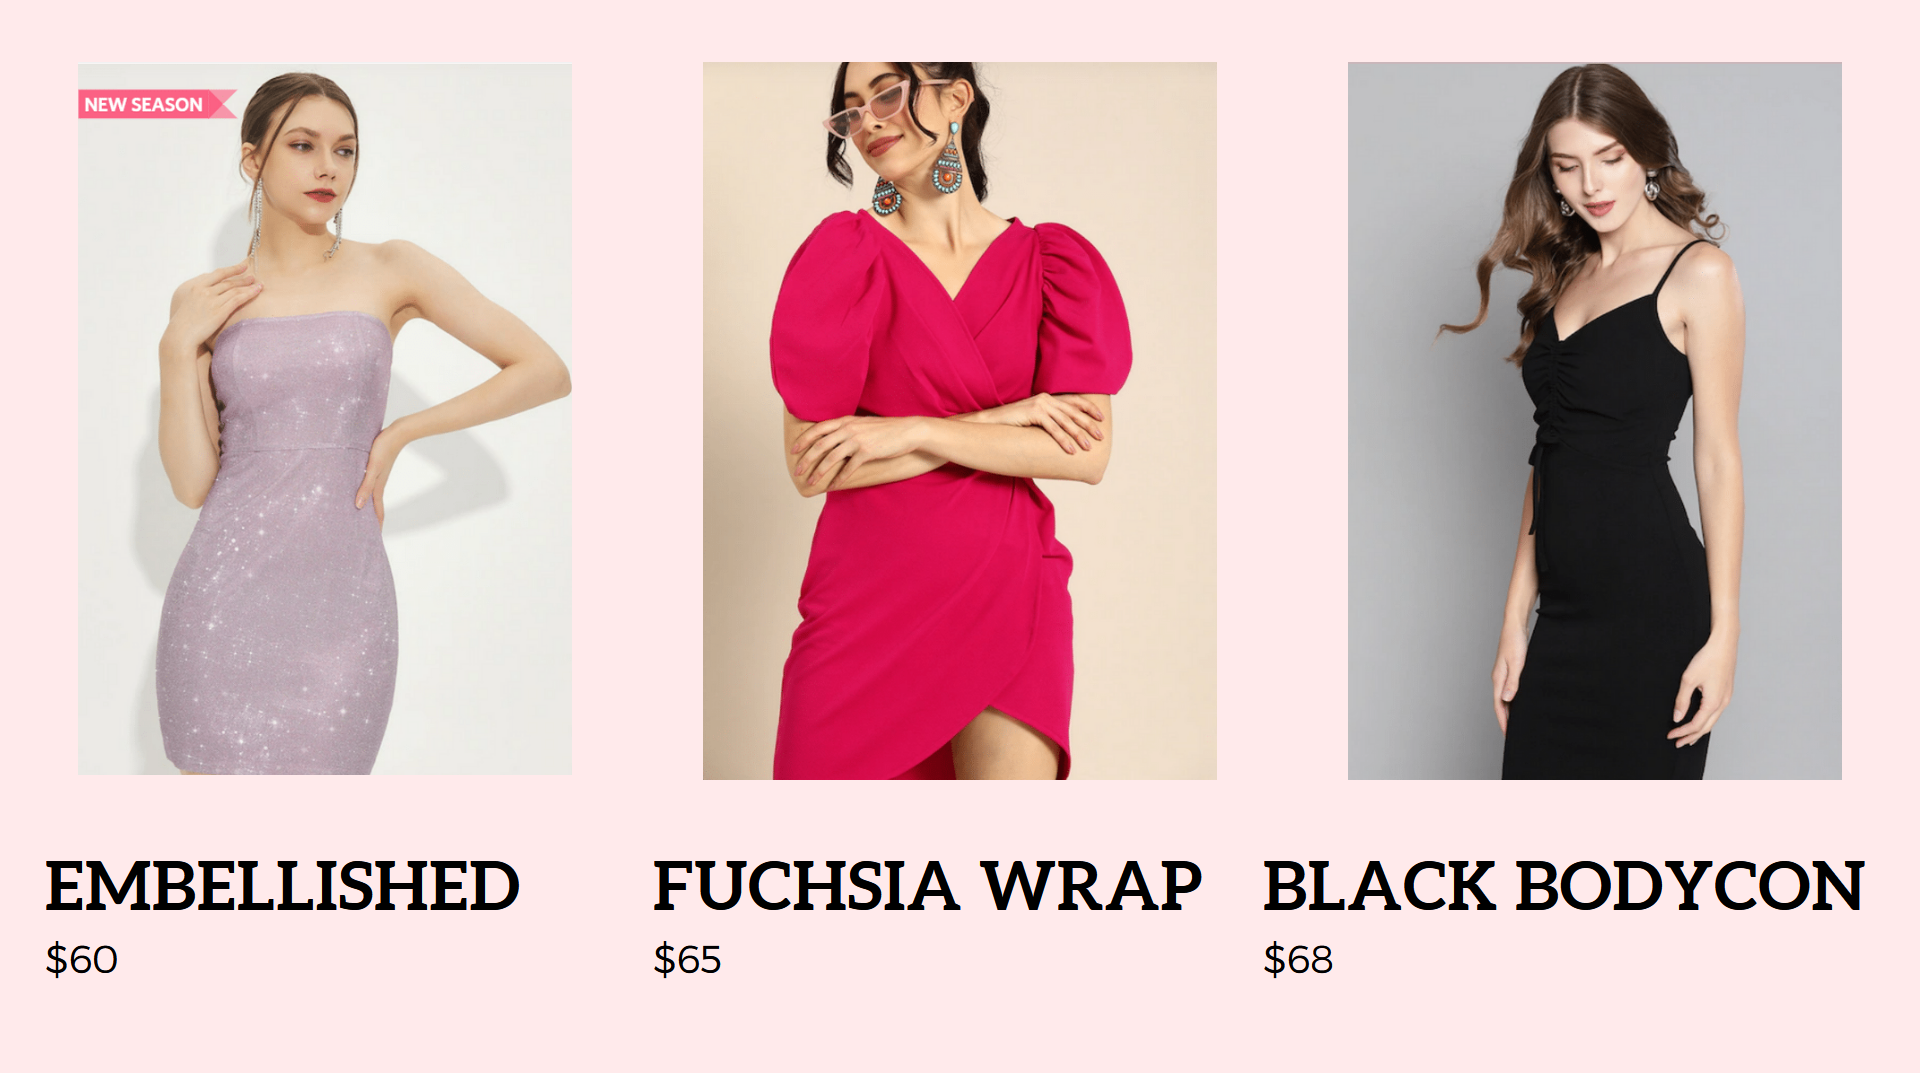 NEW SEASON
EMBELLISHED
$60
FUCHSIA WRAP
$65
BLACK BODYCON
$68